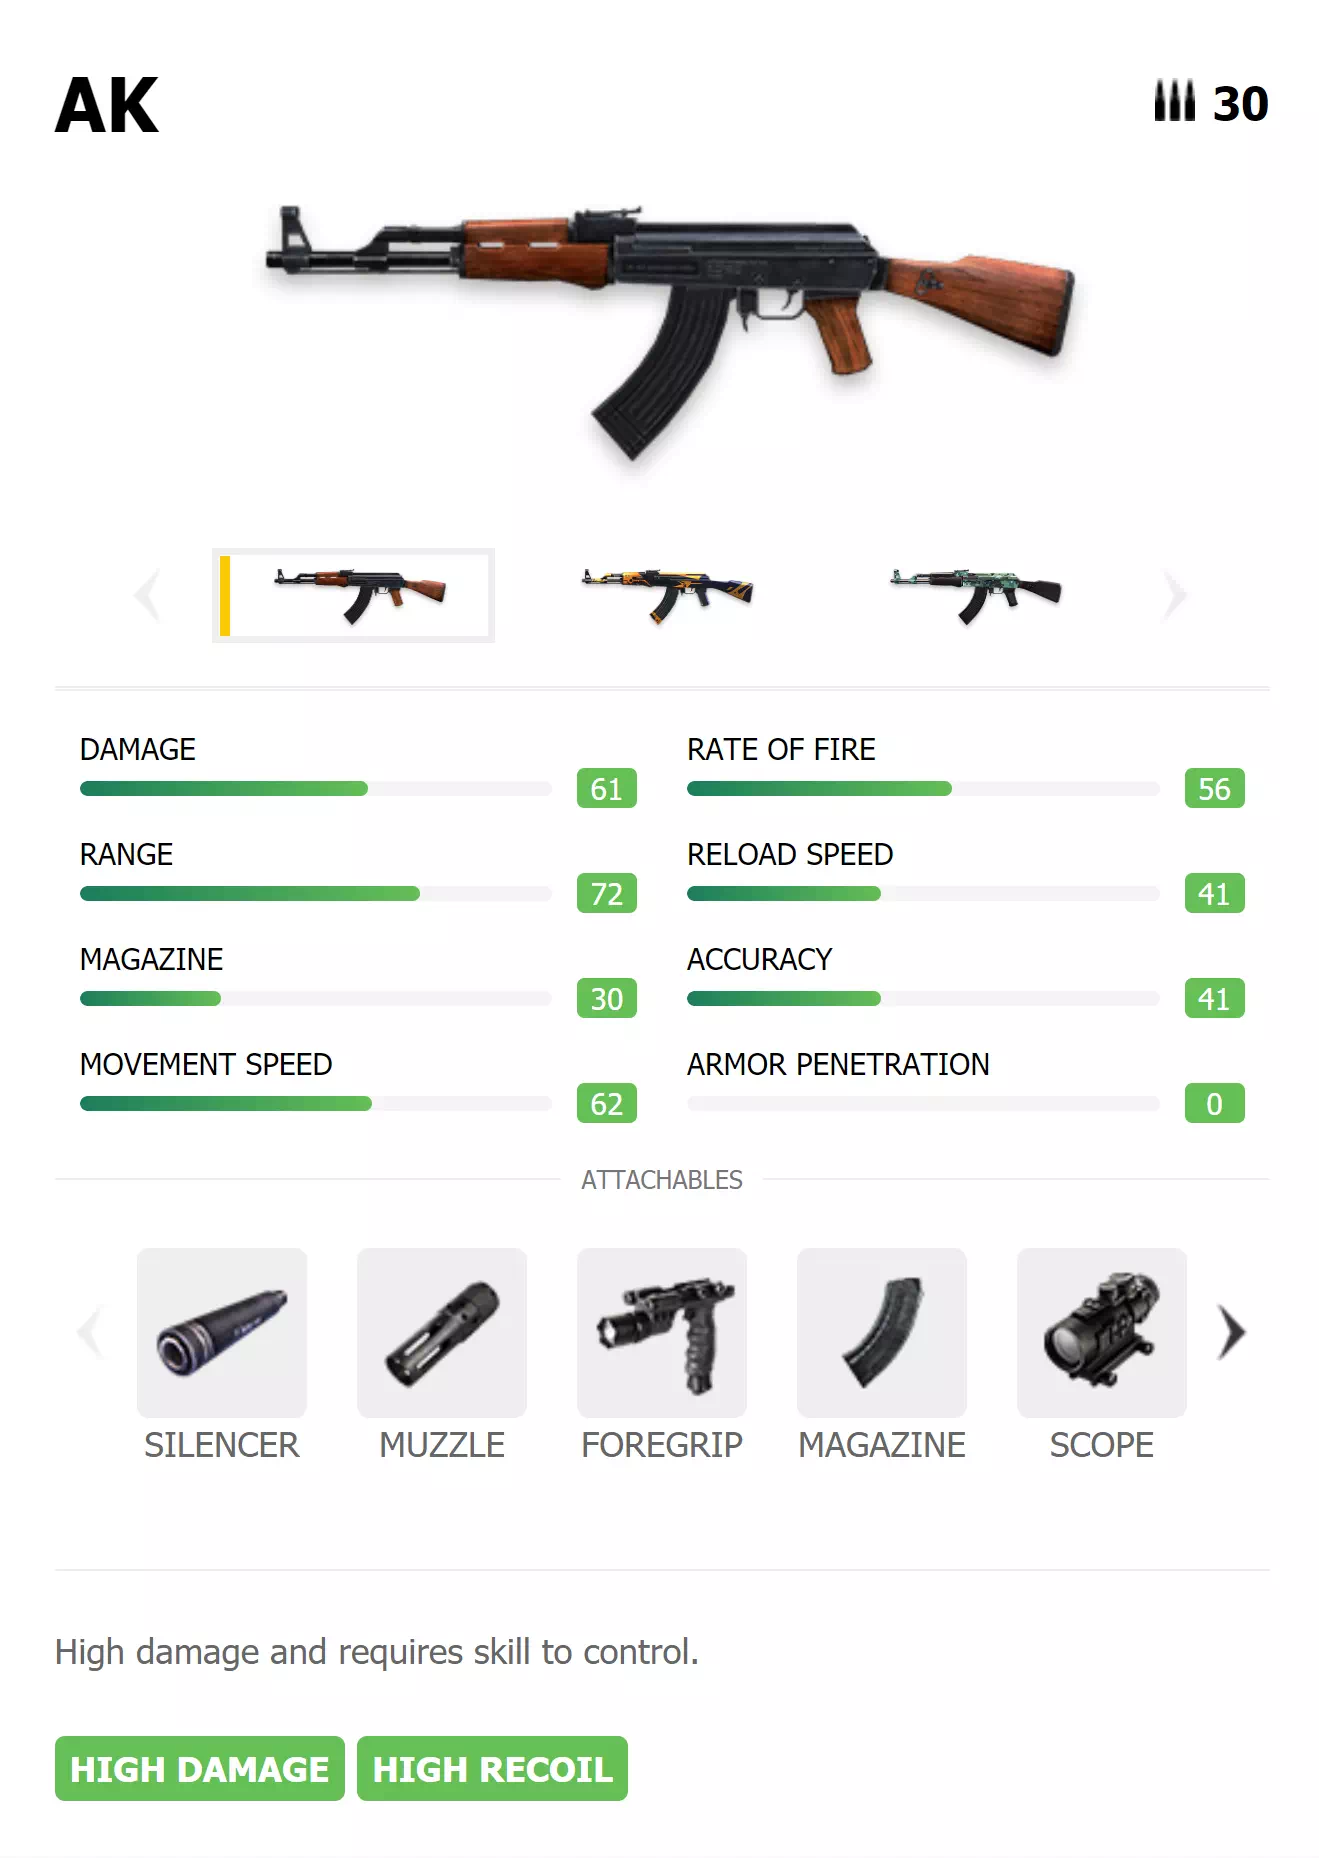 AK
30
DAMAGE
61
RATE OF FIRE
56
RANGE
72
RELOAD SPEED
41
MAGAZINE
30
ACCURACY
41
MOVEMENT SPEED
62
ARMOR PENETRATION
0
ATTACHABLES
SILENCER
MUZZLE
FOREGRIP
MAGAZINE
SCOPE
High damage and requires skill to control.
HIGH DAMAGE
HIGH RECOIL